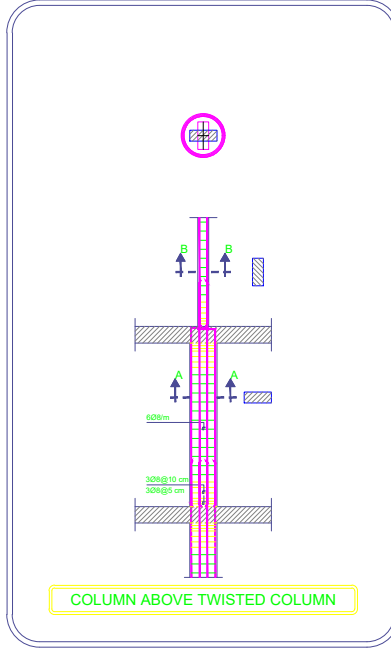 B B
A A
6Ø8/m
3Ø8@10 cm
3Ø8@5 cm
COLUMN ABOVE TWISTED COLUMN